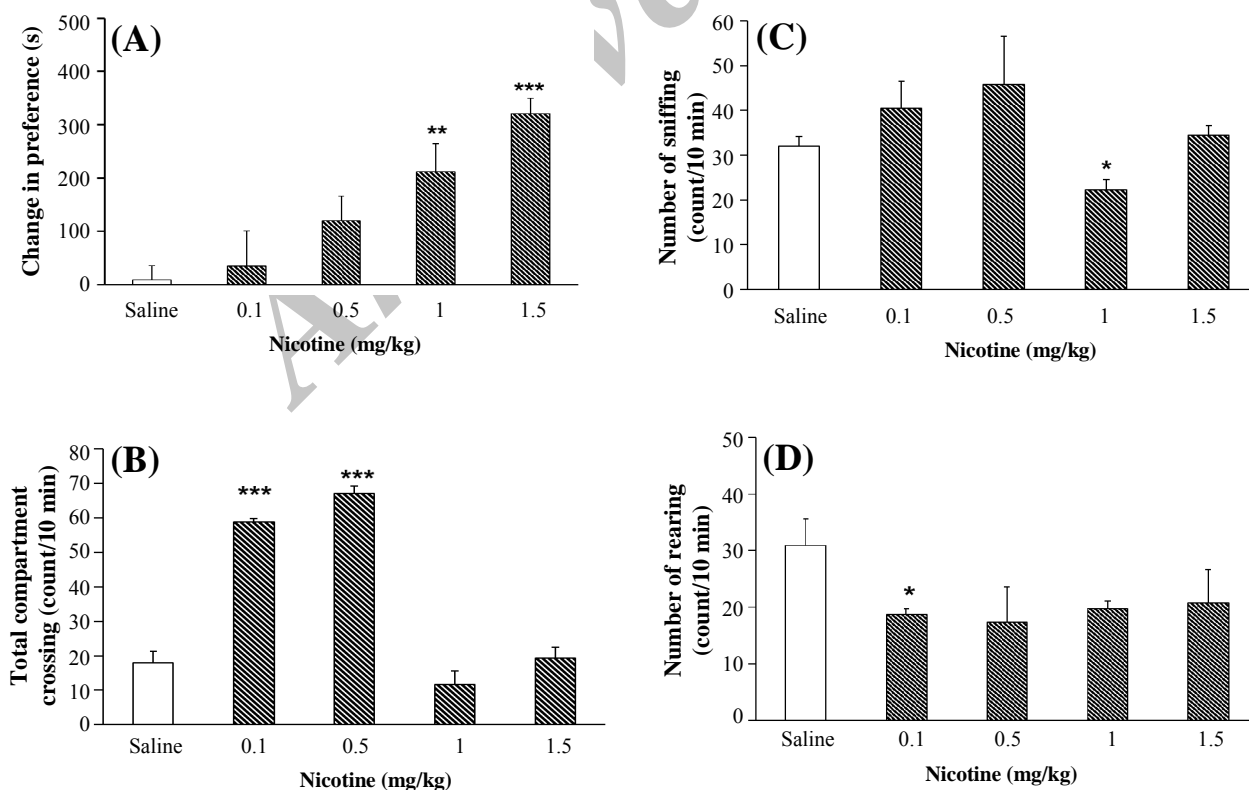 (A)
Change in preference (s)
500
400
300
200
100
0
**
***
Saline 0.1 0.5 1 1.5
Nicotine (mg/kg)
(C)
Number of sniffing
(count/10 min)
60
50
40
30
20
10
0
*
Saline 0.1 0.5 1 1.5
Nicotine (mg/kg)
(B)
Total compartment
crossing (count/10 min)
80
70
60
50
40
30
20
10
0
***
***
Saline 0.1 0.5 1 1.5
Nicotine (mg/kg)
(D)
Number of rearing
(count/10 min)
50
40
30
20
10
0
*
Saline 0.1 0.5 1 1.5
Nicotine (mg/kg)